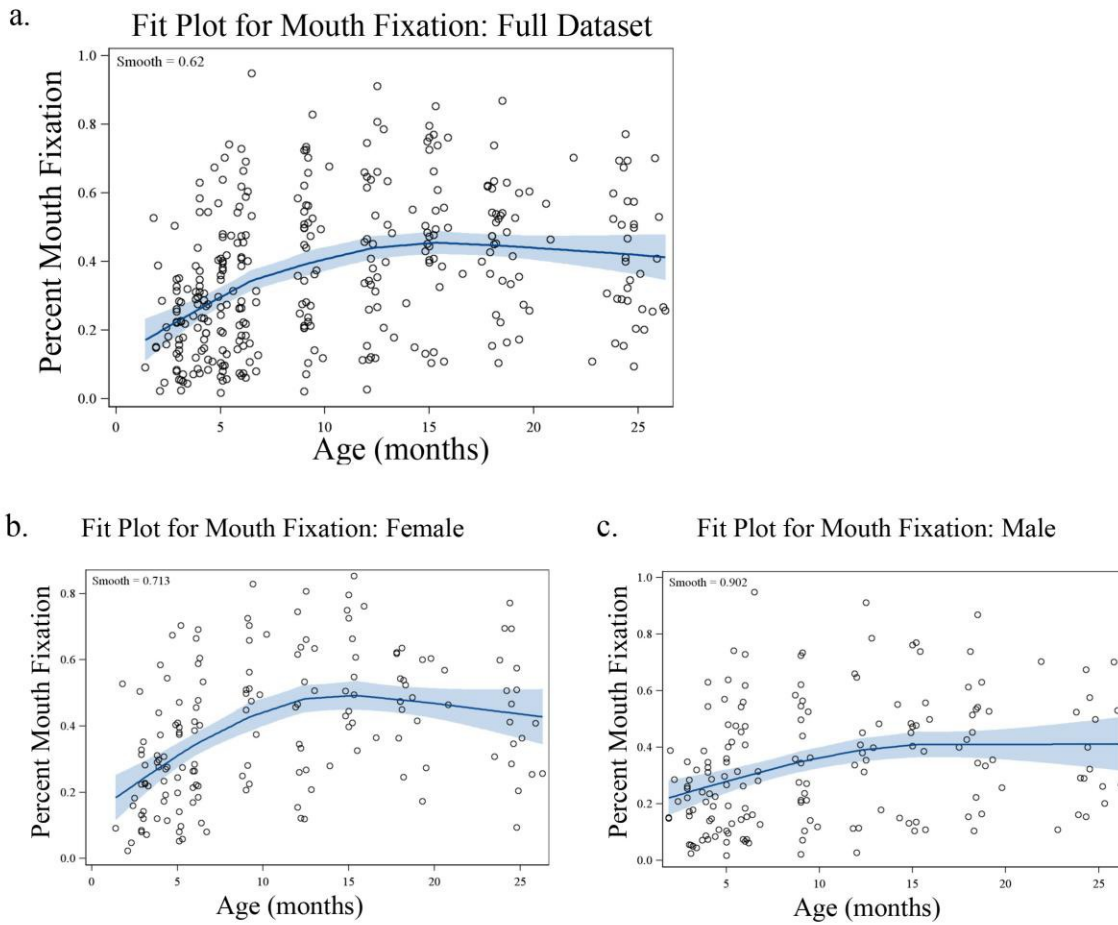 a.
Fit Plot for Mouth Fixation: Full Dataset
Smooth = 0.62
Percent Mouth Fixation
1.0
0.8
0.6
0.4
0.2
0.0
0 5 10 15 20 25
Age (months)
b.
Fit Plot for Mouth Fixation: Female
Smooth = 0.713
Percent Mouth Fixation
0.8
0.6
0.4
0.2
0.0
0 5 10 15 20 25
Age (months)
c.
Fit Plot for Mouth Fixation: Male
Smooth = 0.902
Percent Mouth Fixation
1.0
0.8
0.6
0.4
0.2
0.0
5 10 15 20 25
Age (months)